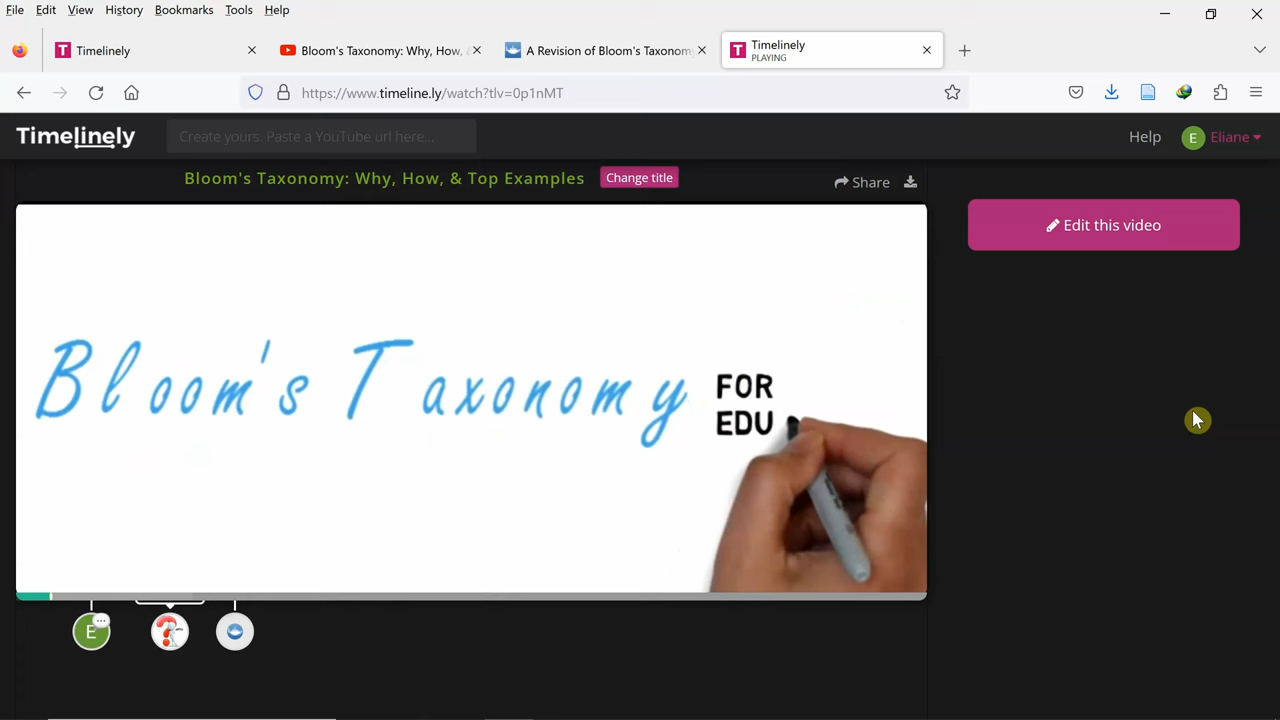 File Edit View History Bookmarks Tools Help
Timelinely
Bloom's Taxonomy: Why, How,
A Revision of Bloom's Taxonomy
Timelinely
PLAYING
https://www.timeline.ly/watch?tlv=0p1nMT
Timelinely
Create yours. Paste a YouTube url here...
Help
E
Eliane
Bloom's Taxonomy: Why, How, & Top Examples
Change title
Share
Edit this video
Bloom's Taxonomy
FOR
EDU
E